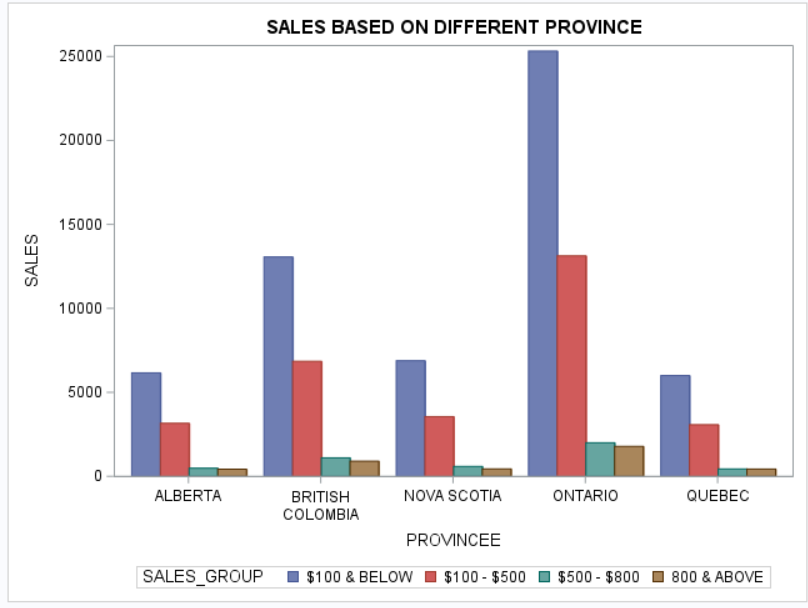 SALES BASED ON DIFFERENT PROVINCE
25000
20000
15000
10000
5000
0
SALES
ALBERTA
BRITISH
COLOMBIA
NOVA SCOTIA
ONTARIO
QUEBEC
PROVINCEE
SALES_GROUP $100 & BELOW $100 - $500 $500 - $800 800 & ABOVE